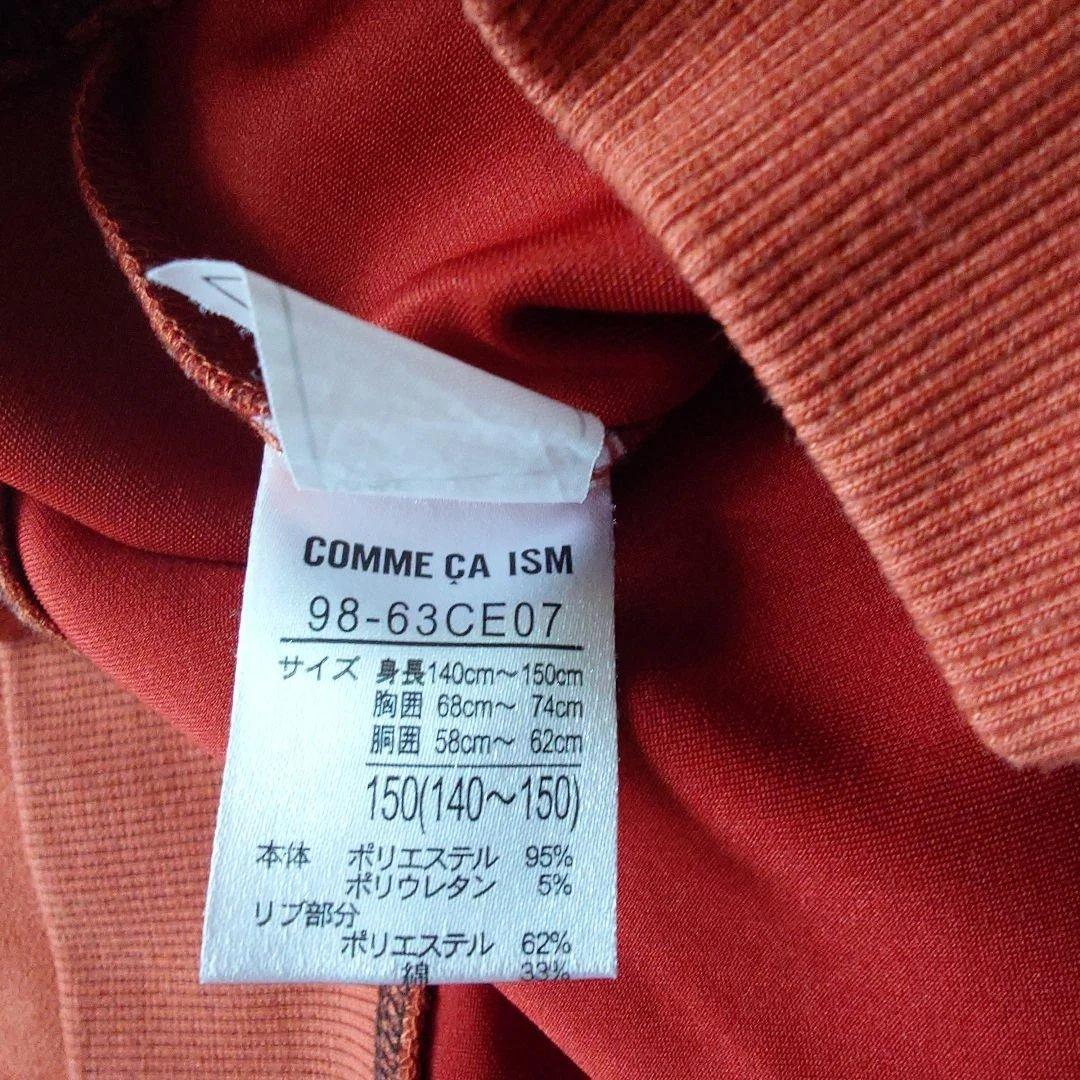 COMME ÇA ISM
98-63CE07
サイズ 身長140cm～150cm
胸囲 68cm～ 74cm
胴囲 58cm～ 62cm
150(140～150)
本体 ポリエステル 95%
ポリウレタン 5%
リブ部分
ポリエステル 62%
綿 33%